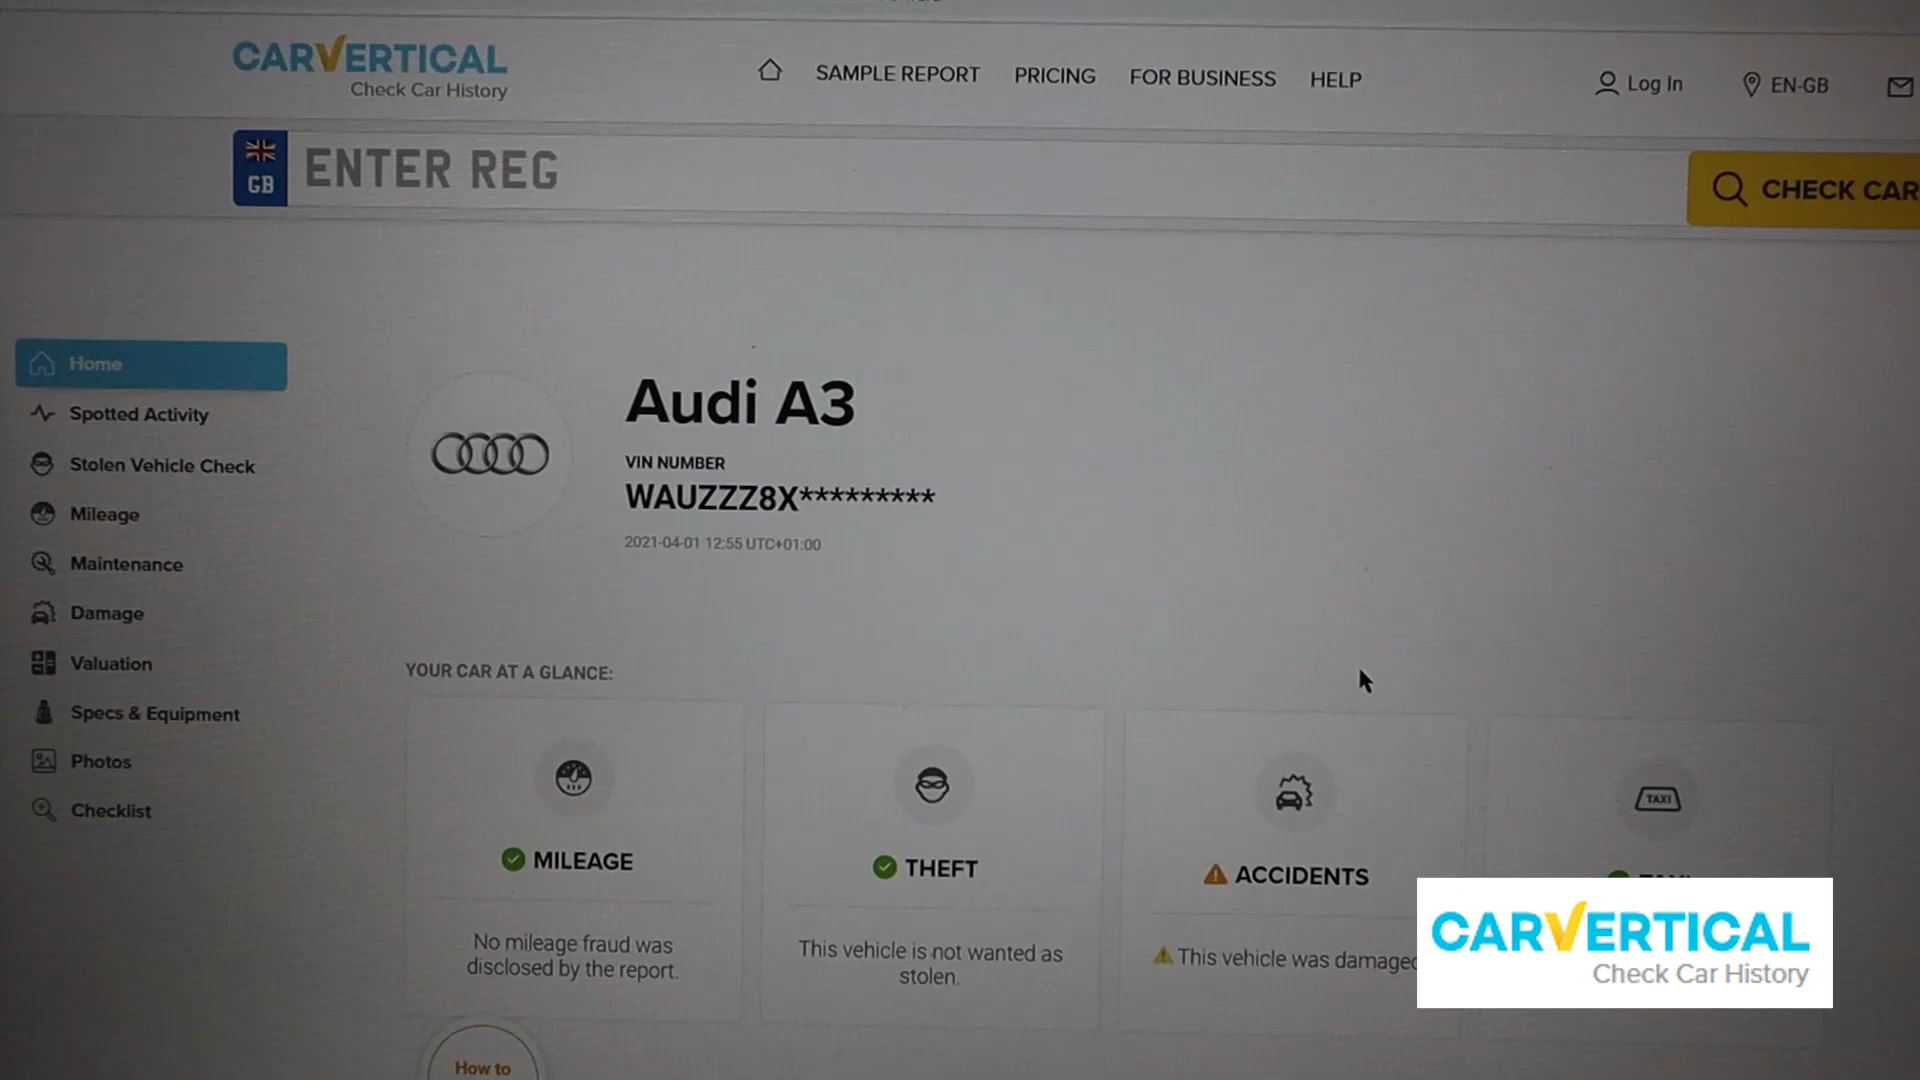 CARVERTICAL
Check Car History
SAMPLE REPORT
PRICING
FOR BUSINESS
HELP
Log In
EN-GB
GB
ENTER REG
CHECK CAR
Home
Spotted Activity
Stolen Vehicle Check
Mileage
Maintenance
Damage
Valuation
Specs & Equipment
Photos
Checklist
Audi A3
VIN NUMBER
WAUZZZ8X*********
2021-04-01 12:55 UTC+01:00
YOUR CAR AT A GLANCE:
MILEAGE
No mileage fraud was
disclosed by the report.
THEFT
This vehicle is not wanted as
stolen.
ACCIDENTS
This vehicle was damaged
TAXI
How to
CARVERTICAL
Check Car History